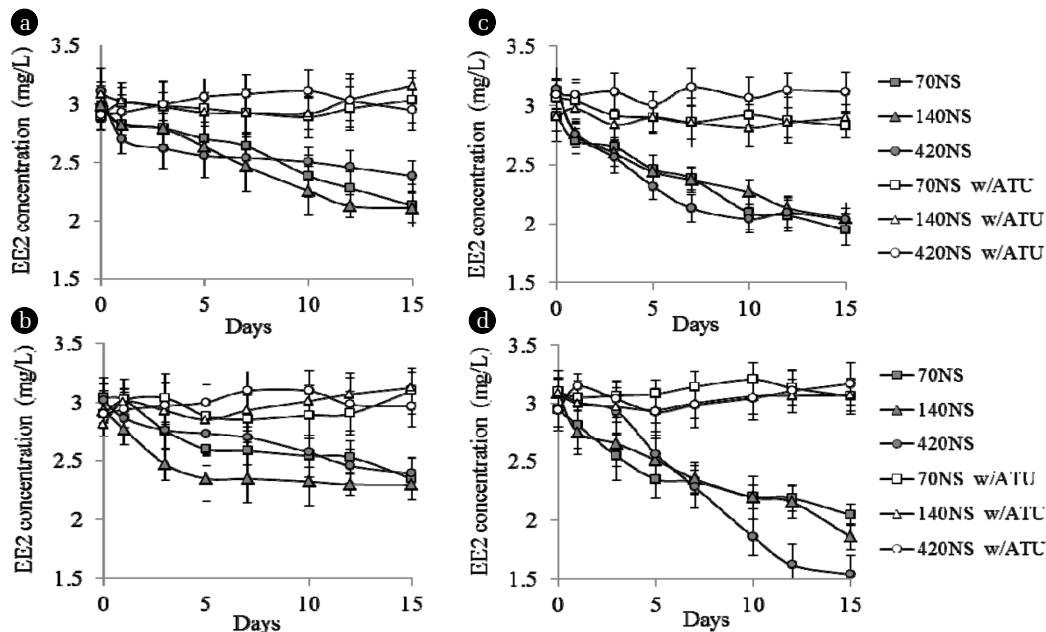 a
EE2 concentration (mg/L)
3.5
3
2.5
2
1.5
0
5
10
15
Days
c
EE2 concentration (mg/L)
3.5
3
2.5
2
1.5
0
5
10
15
Days
70NS
140NS
420NS
70NS w/ATU
140NS w/ATU
420NS w/ATU
b
EE2 concentration (mg/L)
3.5
3
2.5
2
1.5
0
5
10
15
Days
d
EE2 concentration (mg/L)
3.5
3
2.5
2
1.5
0
5
10
15
Days
70NS
140NS
420NS
70NS w/ATU
140NS w/ATU
420NS w/ATU